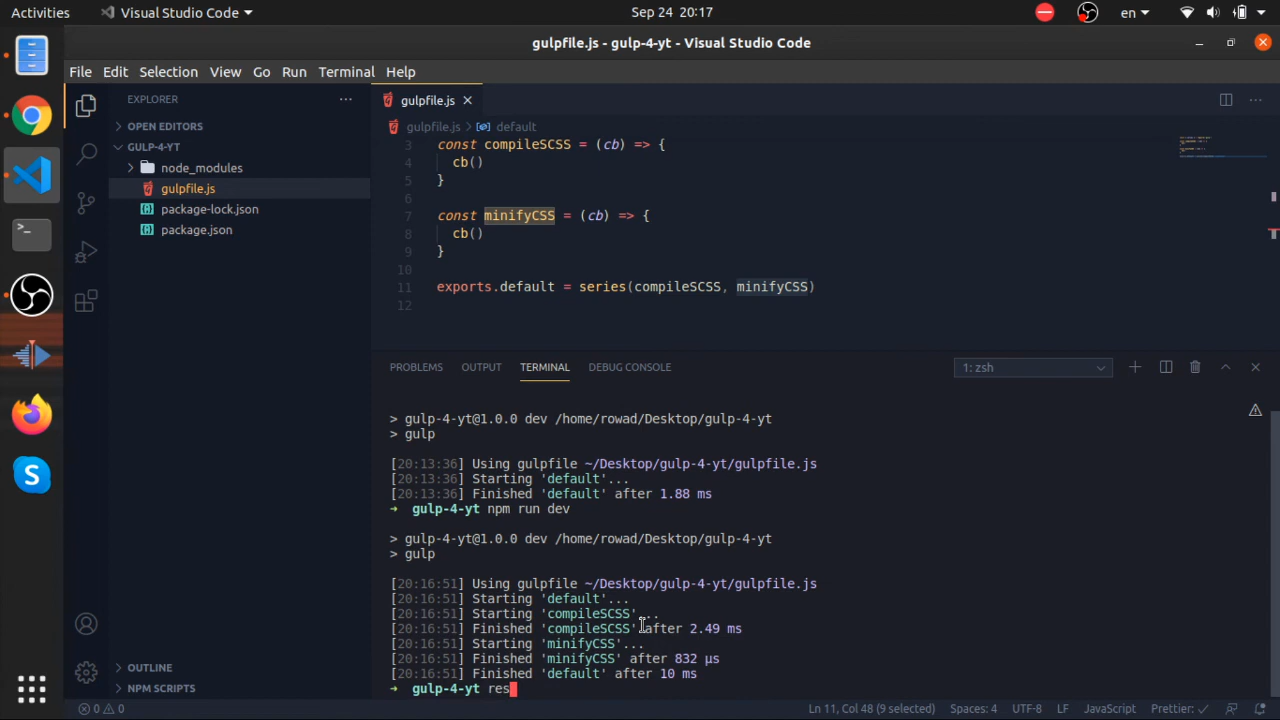 Activities
Visual Studio Code
Sep 24 20:17
en
gulpfile.js - gulp-4-yt - Visual Studio Code
File Edit Selection View Go Run Terminal Help
EXPLORER
OPEN EDITORS
GULP-4-YT
node_modules
gulpfile.js
package-lock.json
package.json
OUTLINE
NPM SCRIPTS
gulpfile.js
gulpfile.js > default
3 const compileSCSS = (cb) => {
4 cb()
5 }
6
7 const minifyCSS = (cb) => {
8 cb()
9 }
10
11 exports.default = series(compileSCSS, minifyCSS)
12
PROBLEMS OUTPUT TERMINAL DEBUG CONSOLE
1: zsh
> gulp-4-yt@1.0.0 dev /home/rowad/Desktop/gulp-4-yt
> gulp
[20:13:36] Using gulpfile ~/Desktop/gulp-4-yt/gulpfile.js
[20:13:36] Starting 'default'...
[20:13:36] Finished 'default' after 1.88 ms
➜ gulp-4-yt npm run dev
> gulp-4-yt@1.0.0 dev /home/rowad/Desktop/gulp-4-yt
> gulp
[20:16:51] Using gulpfile ~/Desktop/gulp-4-yt/gulpfile.js
[20:16:51] Starting 'default'...
[20:16:51] Starting 'compileSCSS'...
[20:16:51] Finished 'compileSCSS' after 2.49 ms
[20:16:51] Starting 'minifyCSS'...
[20:16:51] Finished 'minifyCSS' after 832 μs
[20:16:51] Finished 'default' after 10 ms
➜ gulp-4-yt res
0 0
Ln 11, Col 48 (9 selected) Spaces: 4 UTF-8 LF JavaScript Prettier: ✓